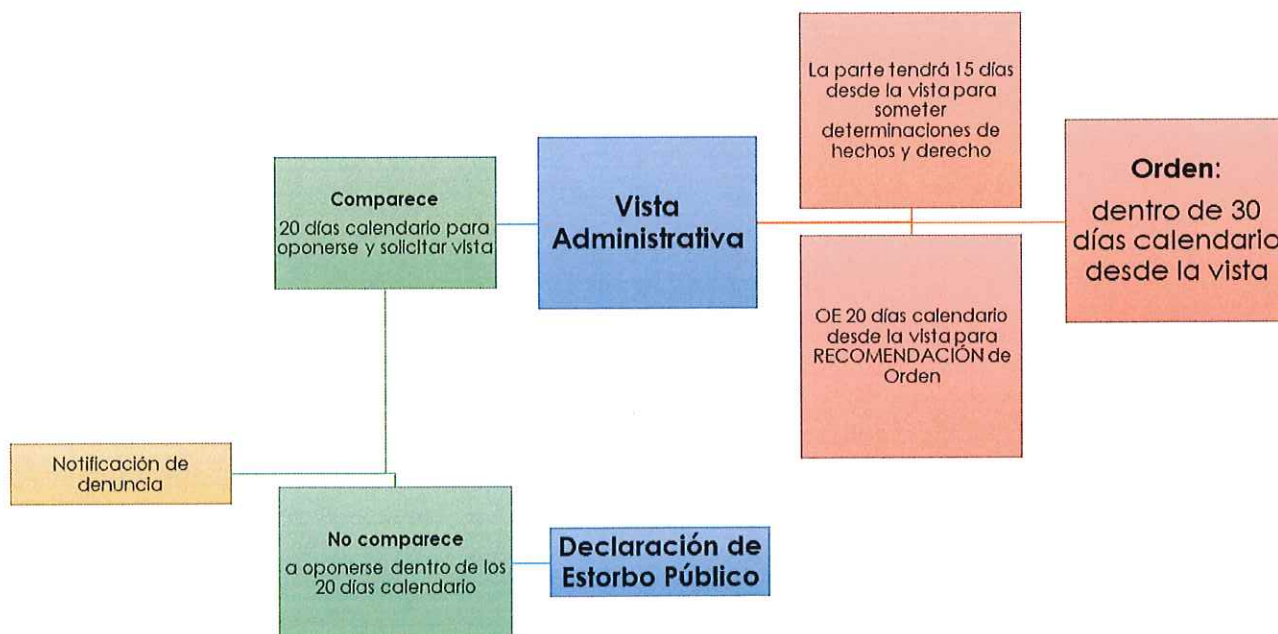 Notificación de
denuncia
Comparece
20 días calendario para
oponerse y solicitar vista
No comparece
a oponerse dentro de los
20 días calendario
Vista
Administrativa
Declaración de
Estorbo Público
La parte tendrá 15 días
desde la vista para
someter
determinaciones de
hechos y derecho
OE 20 días calendario
desde la vista para
RECOMENDACIÓN de
Orden
Orden:
dentro de 30
días calendario
desde la vista